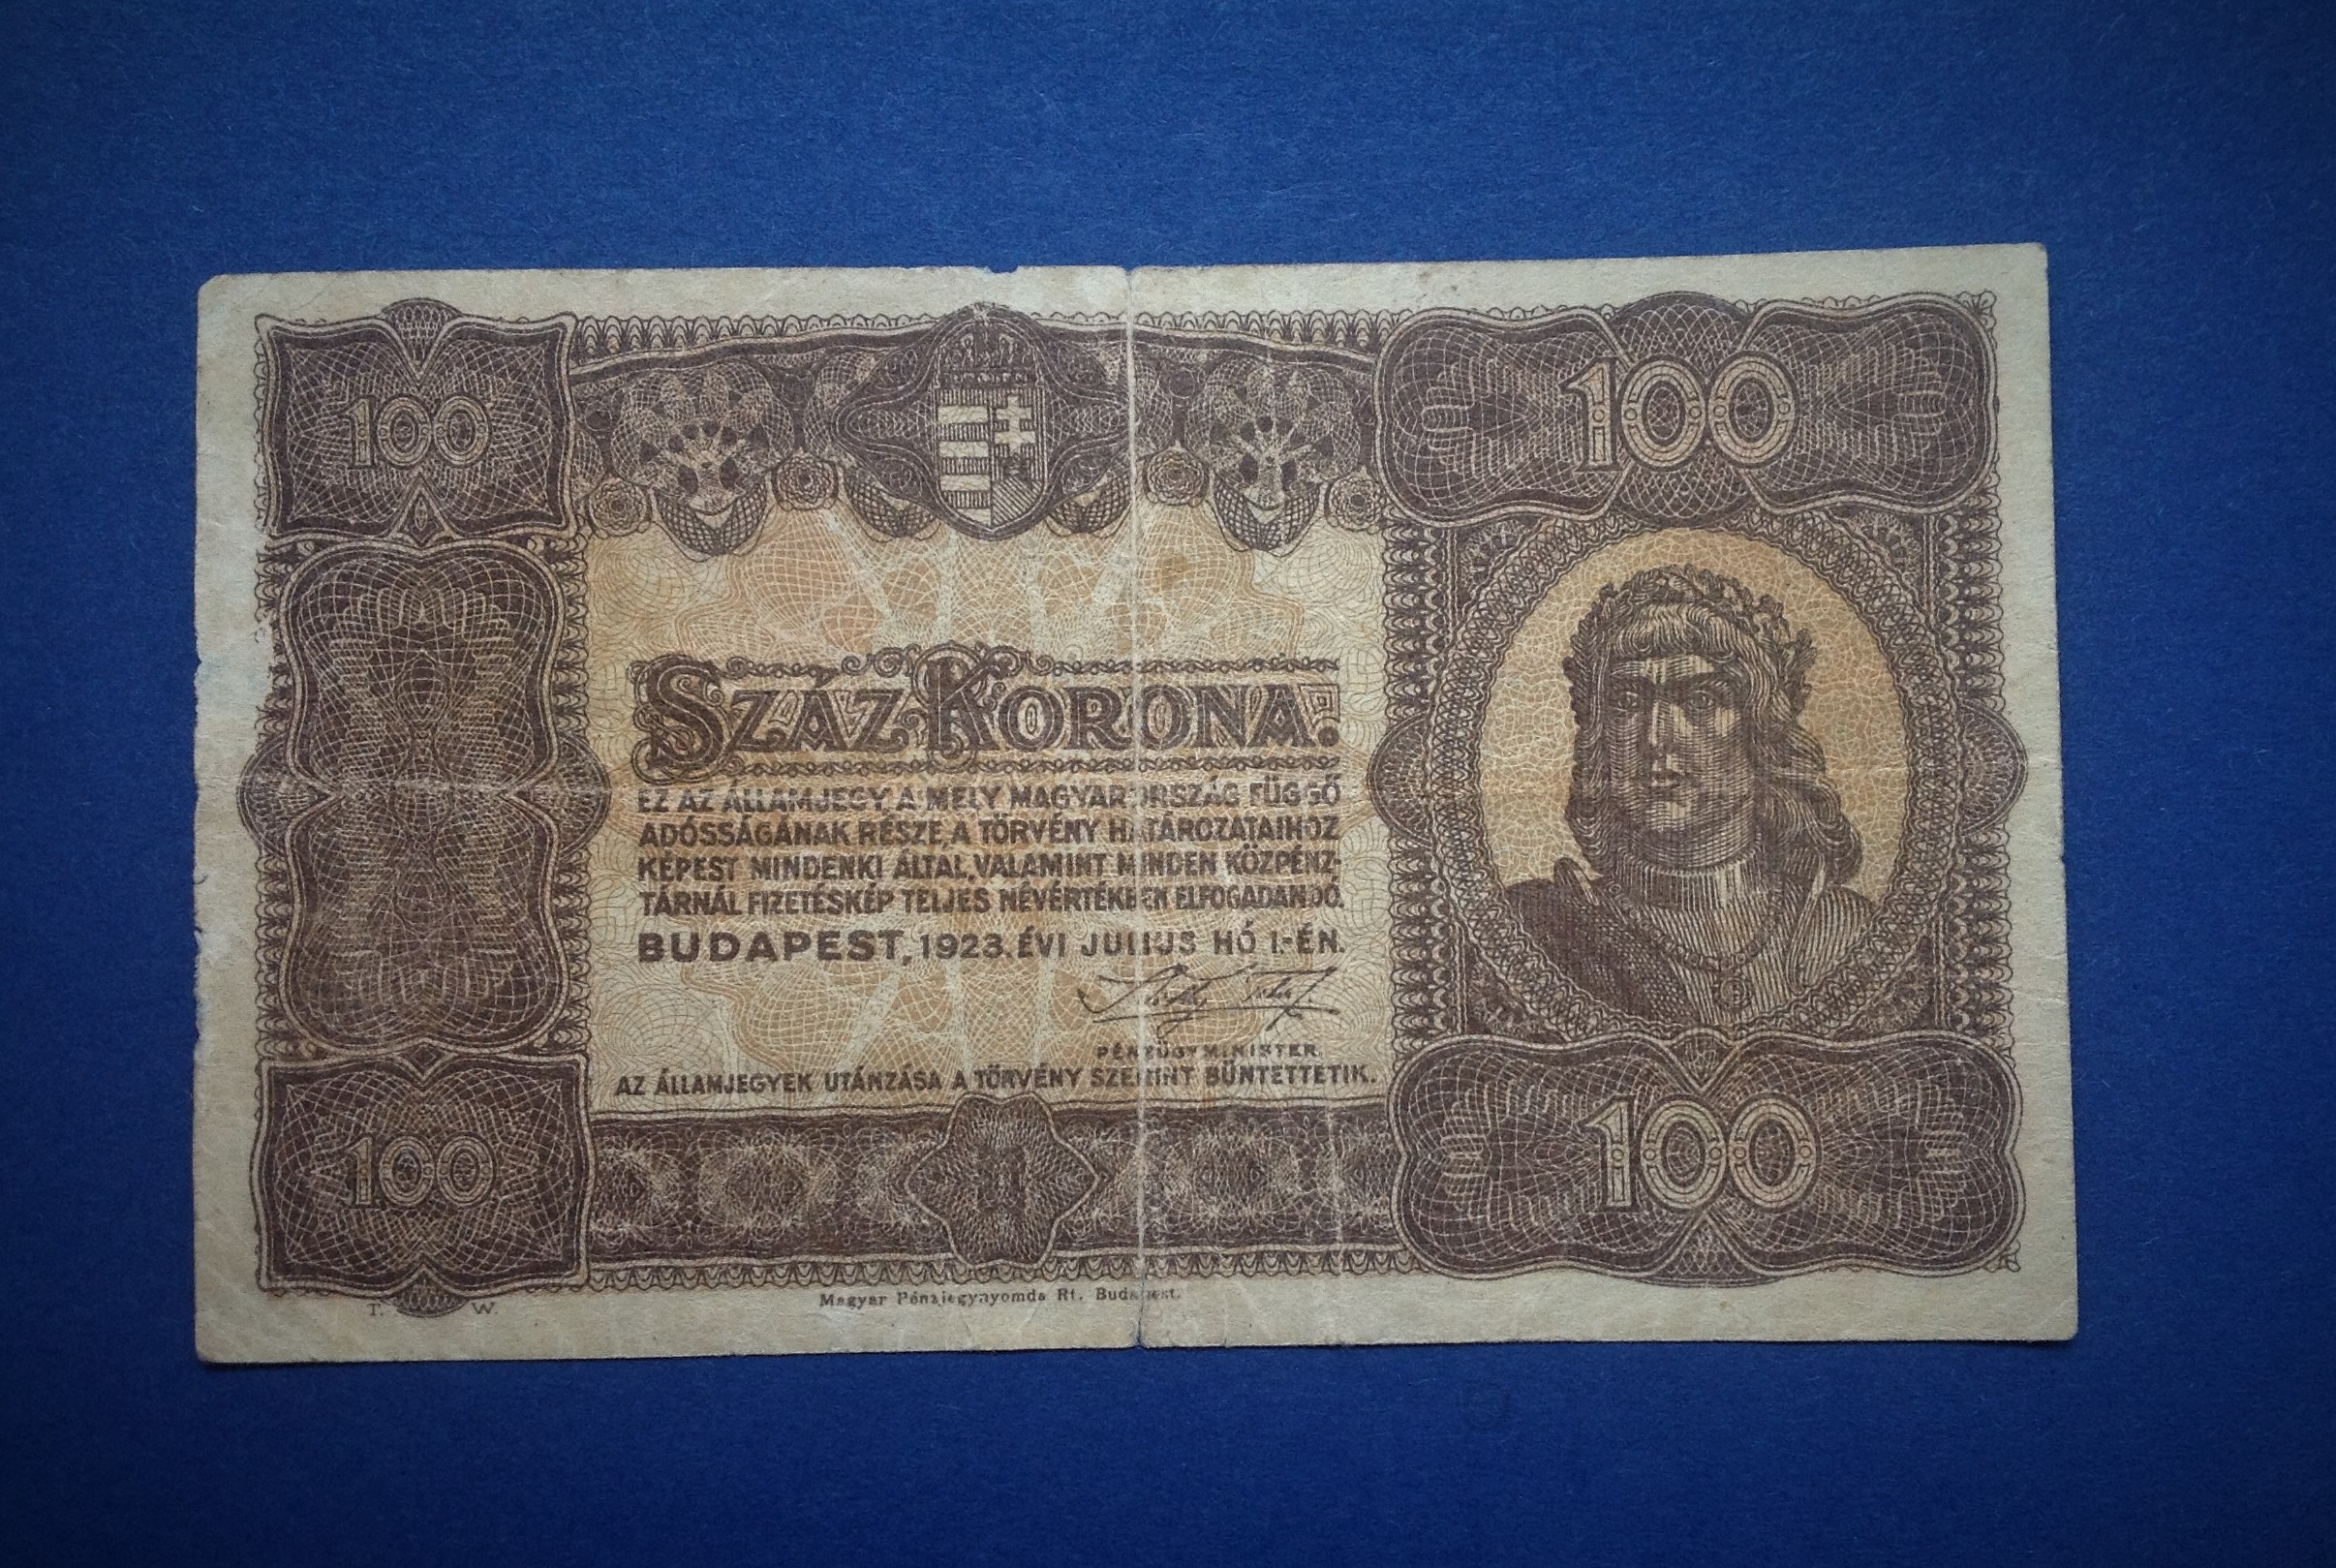 100
100
SZÁZ KORONA.
EZ AZ ÁLLAMJEGY, A MELY MAGYARORSZÁG FÜGGŐ
ADÓSSÁGÁNAK RÉSZE, A TÖRVÉNY HATÁROZATAIHOZ
KÉPEST MINDENKI ÁLTAL, VALAMINT MINDEN KÖZPÉNZ-
TÁRNÁL FIZETÉSKÉP TELJES NÉVÉRTÉKBEN ELFOGADANDÓ.
BUDAPEST, 1923. ÉVI JULIUS HÓ 1.-ÉN.
PÉNZÜGYMINISTER.
AZ ÁLLAMJEGYEK UTÁNZÁSA A TÖRVÉNY SZERINT BÜNTETTETIK.
100
100
T. W.
Magyar Pénzjegynyomda Rt. Budapest.